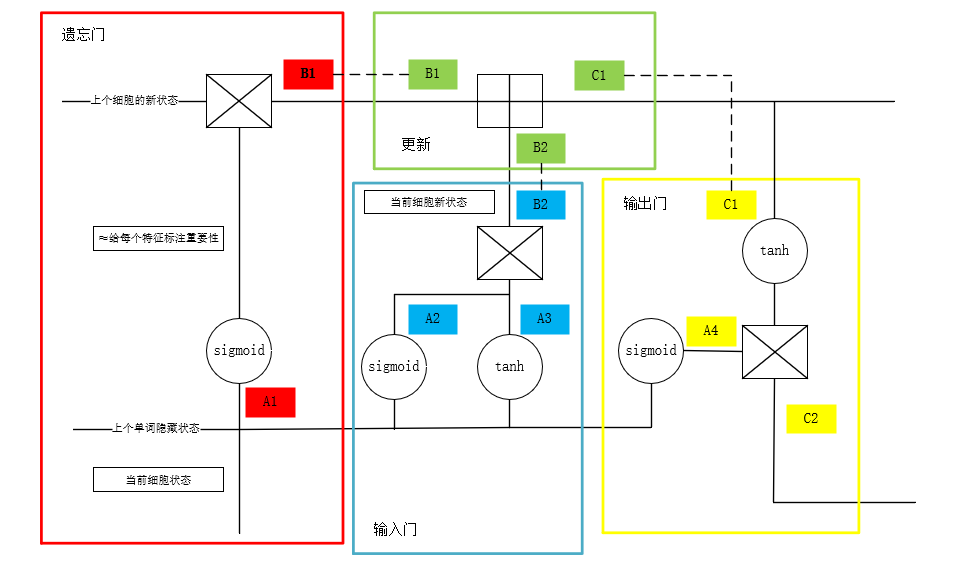 遗忘门
B1
B1
C1
上个细胞的新状态
更新
B2
当前细胞新状态
B2
输出门
C1
≈给每个特征标注重要性
tanh
A2
A3
A4
sigmoid
sigmoid
tanh
sigmoid
A1
C2
上个单词隐藏状态
当前细胞状态
输入门